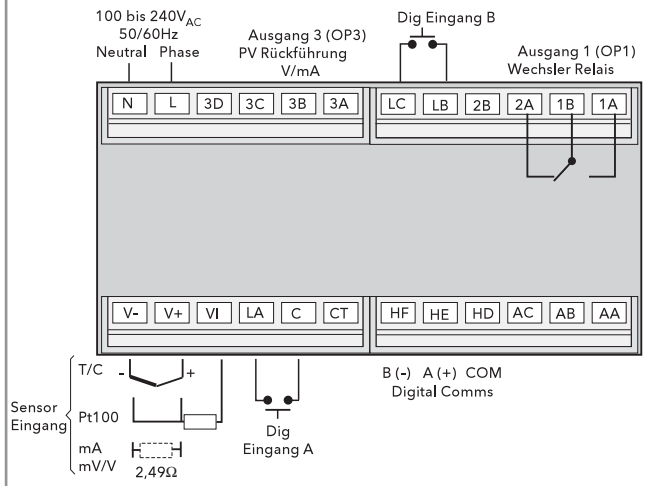 100 bis 240VAC
50/60Hz
Neutral Phase
Ausgang 3 (OP3)
PV Rückführung
V/mA
Dig Eingang B
Ausgang 1 (OP1)
Wechsler Relais
N L 3D 3C 3B 3A LC LB 2B 2A 1B 1A
V- V+ VI LA C CT HF HE HD AC AB AA
T/C - +
Sensor
Eingang
Pt100
mA
mV/V
2,49Ω
Dig
Eingang A
B (-) A (+) COM
Digital Comms